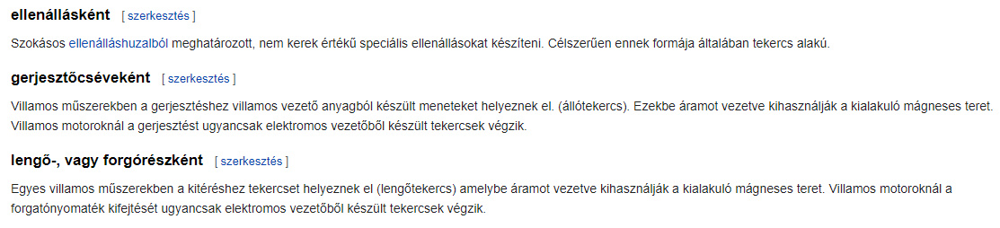 ellenállásként [ szerkesztés ]
Szokásos ellenálláshuzalból meghatározott, nem kerek értékű speciális ellenállásokat készíteni. Célszerűen ennek formája általában tekercs alakú.
gerjesztőcséveként [ szerkesztés ]
Villamos műszerekben a gerjesztéshez villamos vezető anyagból készült meneteket helyeznek el. (állótekercs). Ezekbe áramot vezetve kihasználják a kialakuló mágneses teret.
Villamos motoroknál a gerjesztést ugyancsak elektromos vezetőből készült tekercsek végzik.
lengő-, vagy forgórészként [ szerkesztés ]
Egyes villamos műszerekben a kitéréshez tekercset helyeznek el (lengőtekercs) amelybe áramot vezetve kihasználják a kialakuló mágneses teret. Villamos motoroknál a
forgatónyomaték kifejtését ugyancsak elektromos vezetőből készült tekercsek végzik.